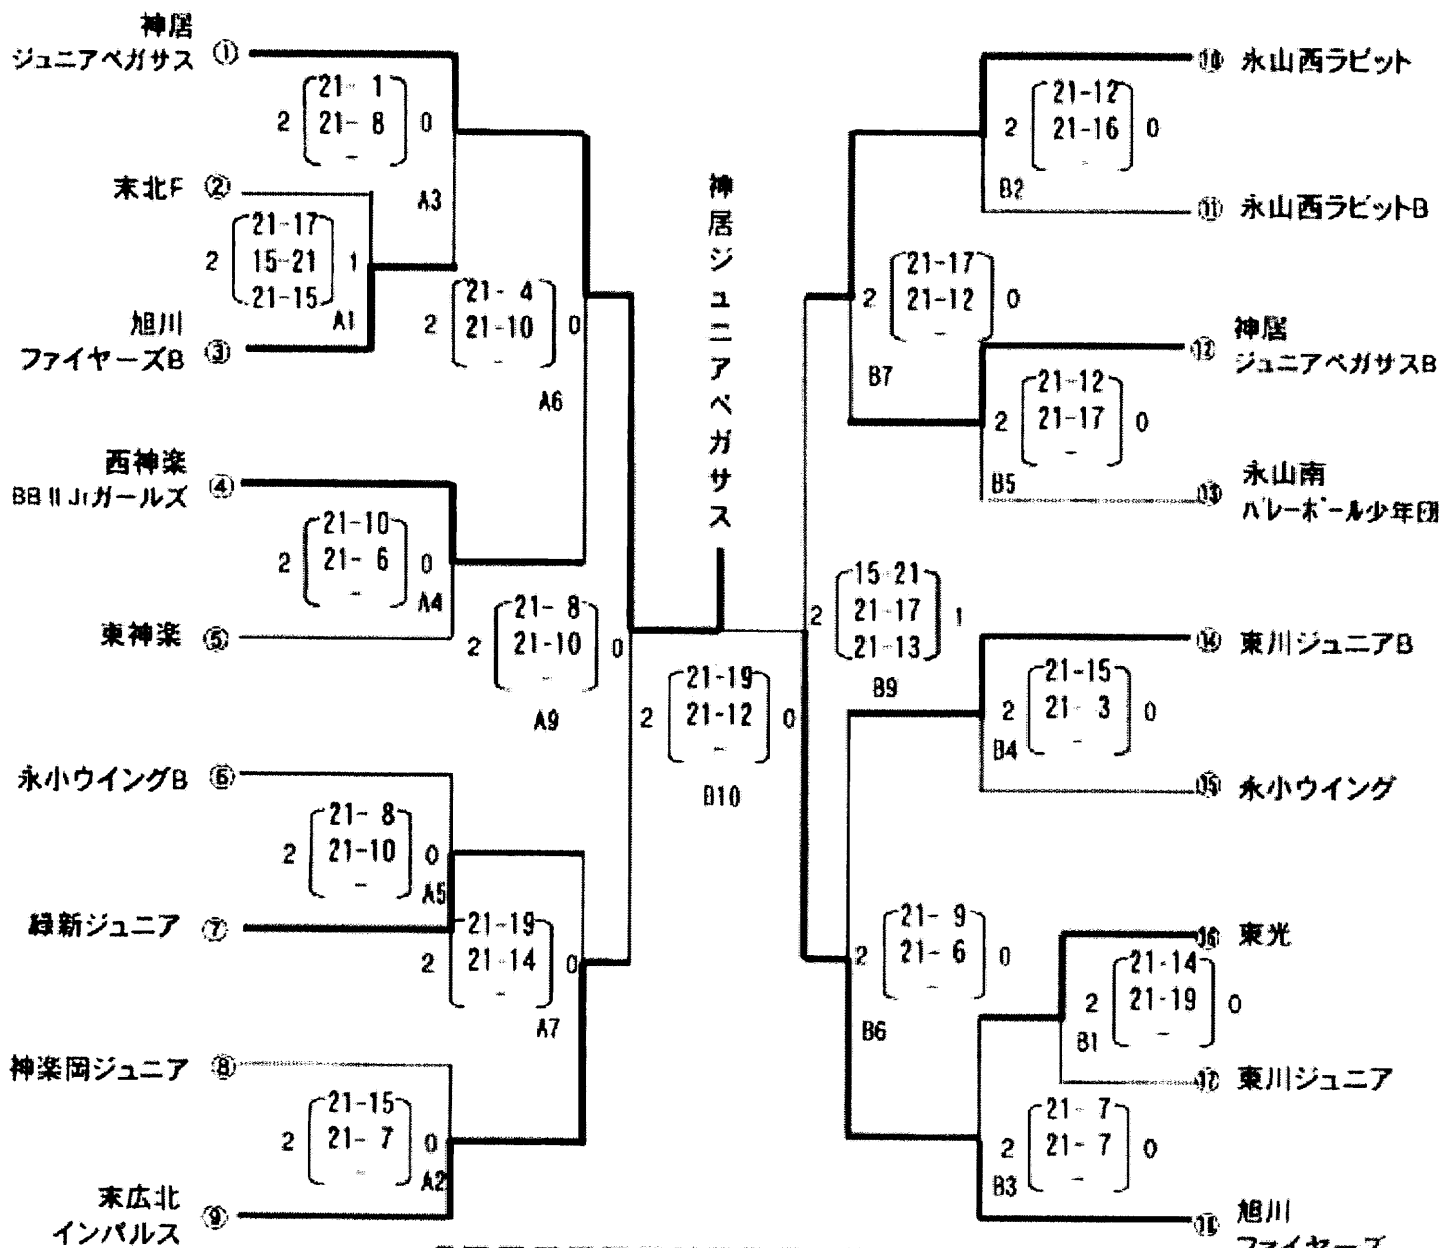 神居
ジュニアペガサス ①
21- 1
2 21- 8 0
-
A3
末北F ②
21-17
2 15-21 1
21-15
A1
旭川
ファイヤーズB ③
21- 4
2 21-10 0
-
A6
西神楽
BBⅡJrガールズ ④
21-10
2 21- 6 0
-
A4
東神楽 ⑤
21- 8
2 21-10 0
-
A9
永小ウイングB ⑥
21- 8
2 21-10 0
-
A5
緑新ジュニア ⑦
21-19
2 21-14 0
-
A7
神楽岡ジュニア ⑧
21-15
2 21- 7 0
-
A2
末広北
インパルス ⑨
神居ジュニアペガサス
21-19
2 21-12 0
-
B10
⑩ 永山西ラビット
21-12
2 21-16 0
-
B2
⑪ 永山西ラビットB
21-17
2 21-12 0
-
B7
⑫ 神居
ジュニアペガサスB
21-12
2 21-17 0
-
B5
⑬ 永山南
バレーボール少年団
15-21
2 21-17 1
21-13
B9
⑭ 東川ジュニアB
21-15
2 21- 3 0
-
B4
⑮ 永小ウイング
21- 9
2 21- 6 0
-
B6
⑯ 東光
21-14
2 21-19 0
-
B1
⑰ 東川ジュニア
21- 7
2 21- 7 0
-
B3
⑱ 旭川
ファイヤーズ